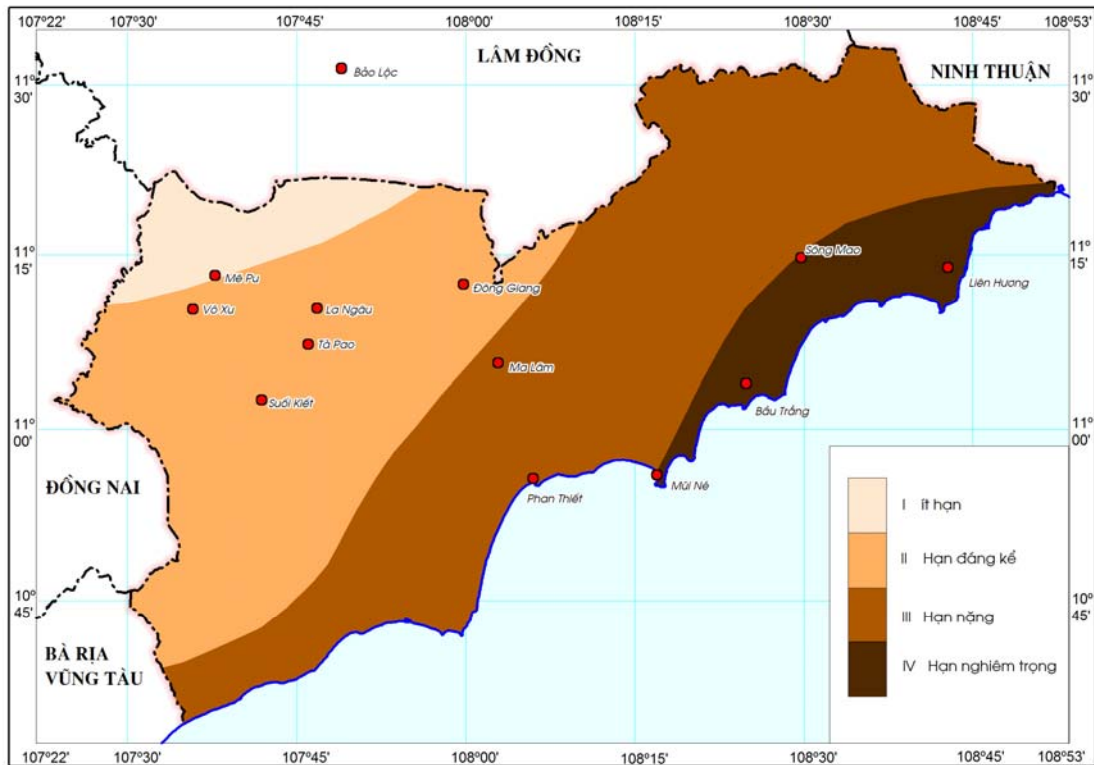 107°22' 107°30' 107°45' 108°00' 108°15' 108°30' 108°45' 108°53'
LÂM ĐỒNG
NINH THUẬN
Bảo Lộc
11° 30'
11° 30'
11° 15'
11° 15'
Sông Mao
Liên Hương
Mê Pu
Đông Giang
Võ Xu
La Ngâu
Tà Pao
Ma Lâm
Bầu Trắng
Suối Kiết
11° 00'
11° 00'
ĐỒNG NAI
Phan Thiết
Mũi Né
I ít hạn
II Hạn đáng kể
10° 45'
10° 45'
III Hạn nặng
BÀ RỊA
VŨNG TÀU
IV Hạn nghiêm trọng
107°22' 107°30' 107°45' 108°00' 108°15' 108°30' 108°45' 108°53'